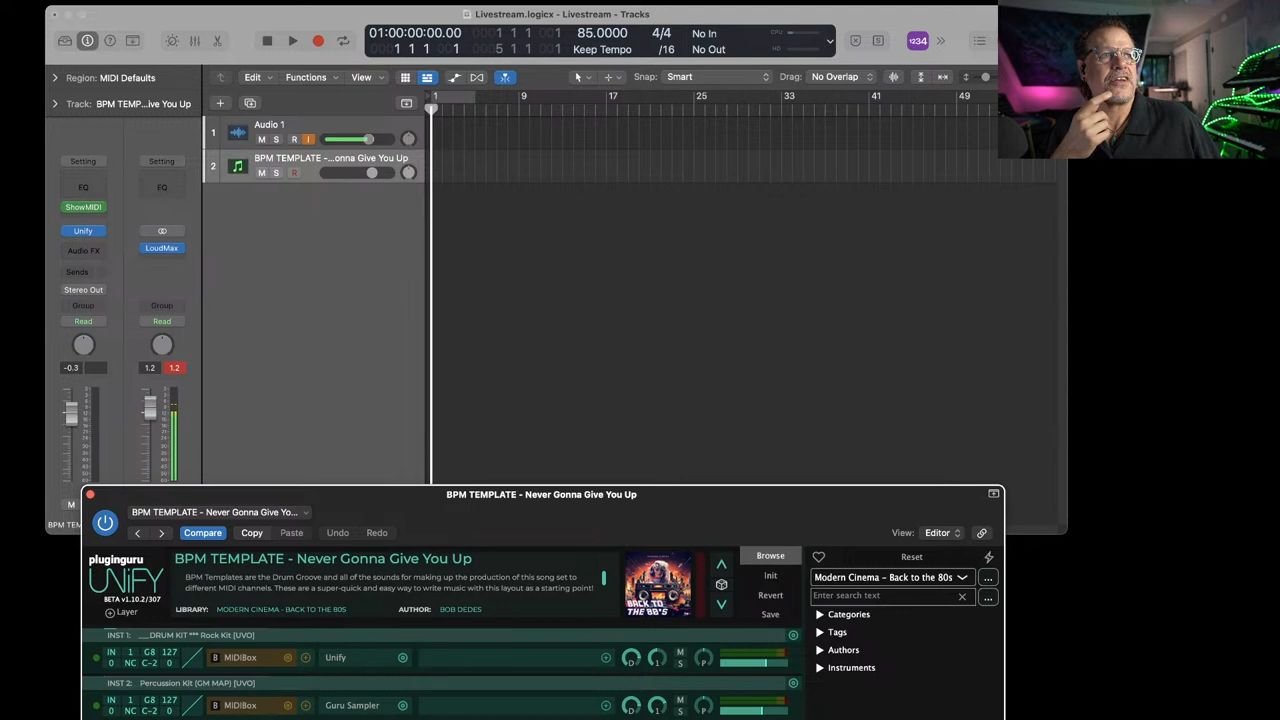 Livestream.logicx - Livestream - Tracks
01:00:00:00.00 001 1 1 001 85.0000 4/4 No In CPU
1 1 1 1 005 1 1 001 Keep Tempo /16 No Out HD
1234
Region: MIDI Defaults
Edit Functions View Snap: Smart Drag: No Overlap
Track: BPM TEMP...ive You Up
1 9 17 25 33 41 49
1 Audio 1
M S R I
2 BPM TEMPLATE -...onna Give You Up
M S R
Setting Setting
EQ EQ
ShowMIDI
Unify
LoudMax
Audio FX
Sends
Stereo Out
Group Group
Read Read
-0.3 1.2 1.2
M
BPM TE
BPM TEMPLATE - Never Gonna Give You Up
BPM TEMPLATE - Never Gonna Give Yo...
Compare Copy Paste Undo Redo View: Editor
pluginguru
UNIFY
BETA v1.10.2/307
Layer
BPM TEMPLATE - Never Gonna Give You Up
BPM Templates are the Drum Groove and all of the sounds for making up the production of this song set to
different MIDI channels. These are a super-quick and easy way to write music with this layout as a starting point!
LIBRARY: MODERN CINEMA - BACK TO THE 80S AUTHOR: BOB DEDES
BACK TO
THE 80'S
Browse
Init
Revert
Save
Reset
Modern Cinema - Back to the 80s ...
Enter search text ...
Categories
Tags
Authors
Instruments
INST 1: __DRUM KIT *** Rock Kit [UVO]
IN 1 G8 127
0 NC C-2 0
B MIDIBox Unify D 1 M S P
INST 2: Percussion Kit (GM MAP) [UVO]
IN 1 G8 127
0 NC C-2 0
B MIDIBox Guru Sampler D 1 M S P